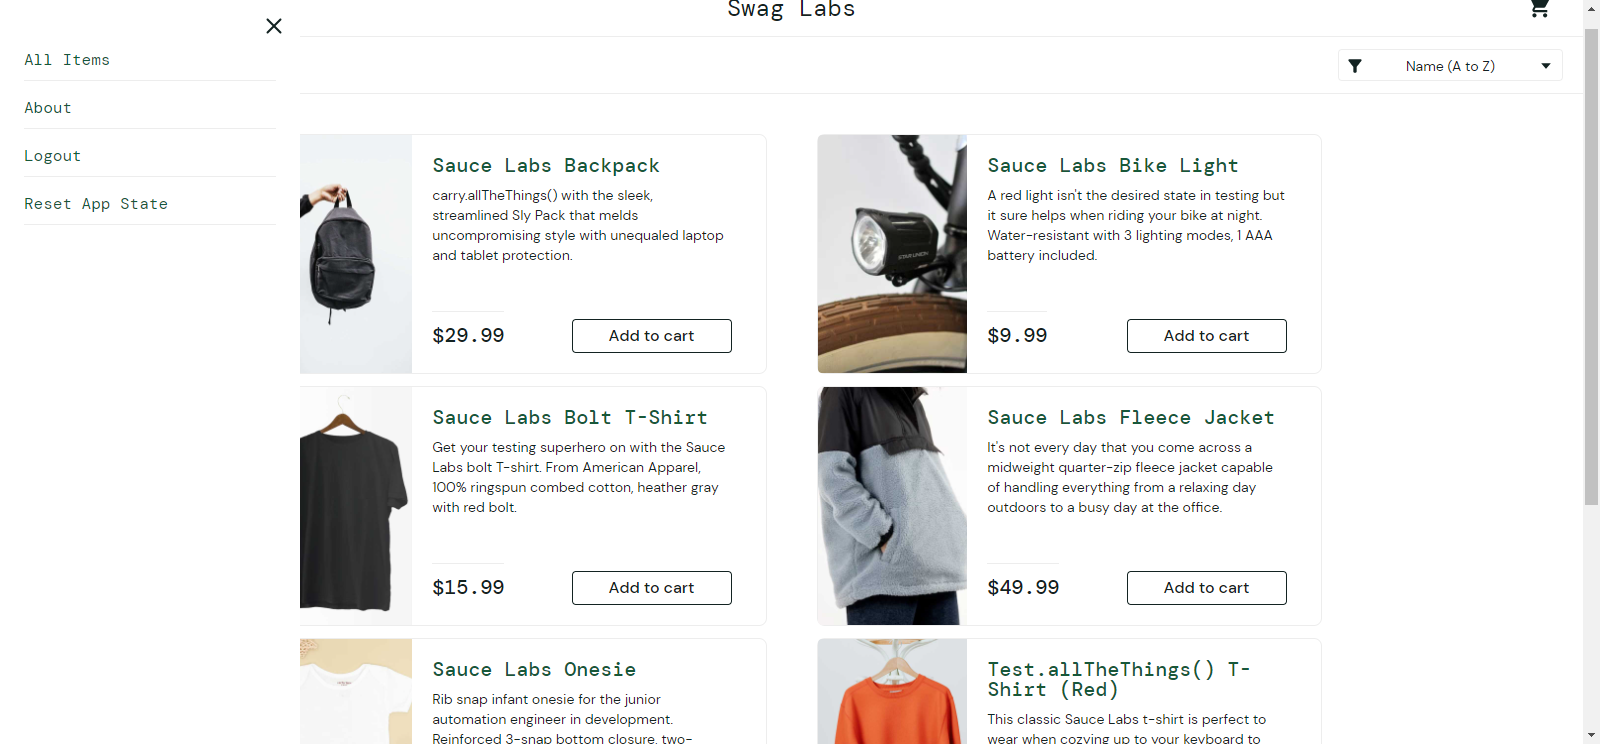 Swag Labs
All Items
About
Logout
Reset App State
Name (A to Z)
Sauce Labs Backpack
carry.allTheThings() with the sleek,
streamlined Sly Pack that melds
uncompromising style with unequaled laptop
and tablet protection.
$29.99
Add to cart
Sauce Labs Bike Light
A red light isn't the desired state in testing but
it sure helps when riding your bike at night.
Water-resistant with 3 lighting modes, 1 AAA
battery included.
STAR UNION
$9.99
Add to cart
Sauce Labs Bolt T-Shirt
Get your testing superhero on with the Sauce
Labs bolt T-shirt. From American Apparel,
100% ringspun combed cotton, heather gray
with red bolt.
$15.99
Add to cart
Sauce Labs Fleece Jacket
It's not every day that you come across a
midweight quarter-zip fleece jacket capable
of handling everything from a relaxing day
outdoors to a busy day at the office.
$49.99
Add to cart
Sauce Labs Onesie
Rib snap infant onesie for the junior
automation engineer in development.
Reinforced 3-snap bottom closure, two-
Test.allTheThings() T-
Shirt (Red)
This classic Sauce Labs t-shirt is perfect to
wear when cozying up to your keyboard to